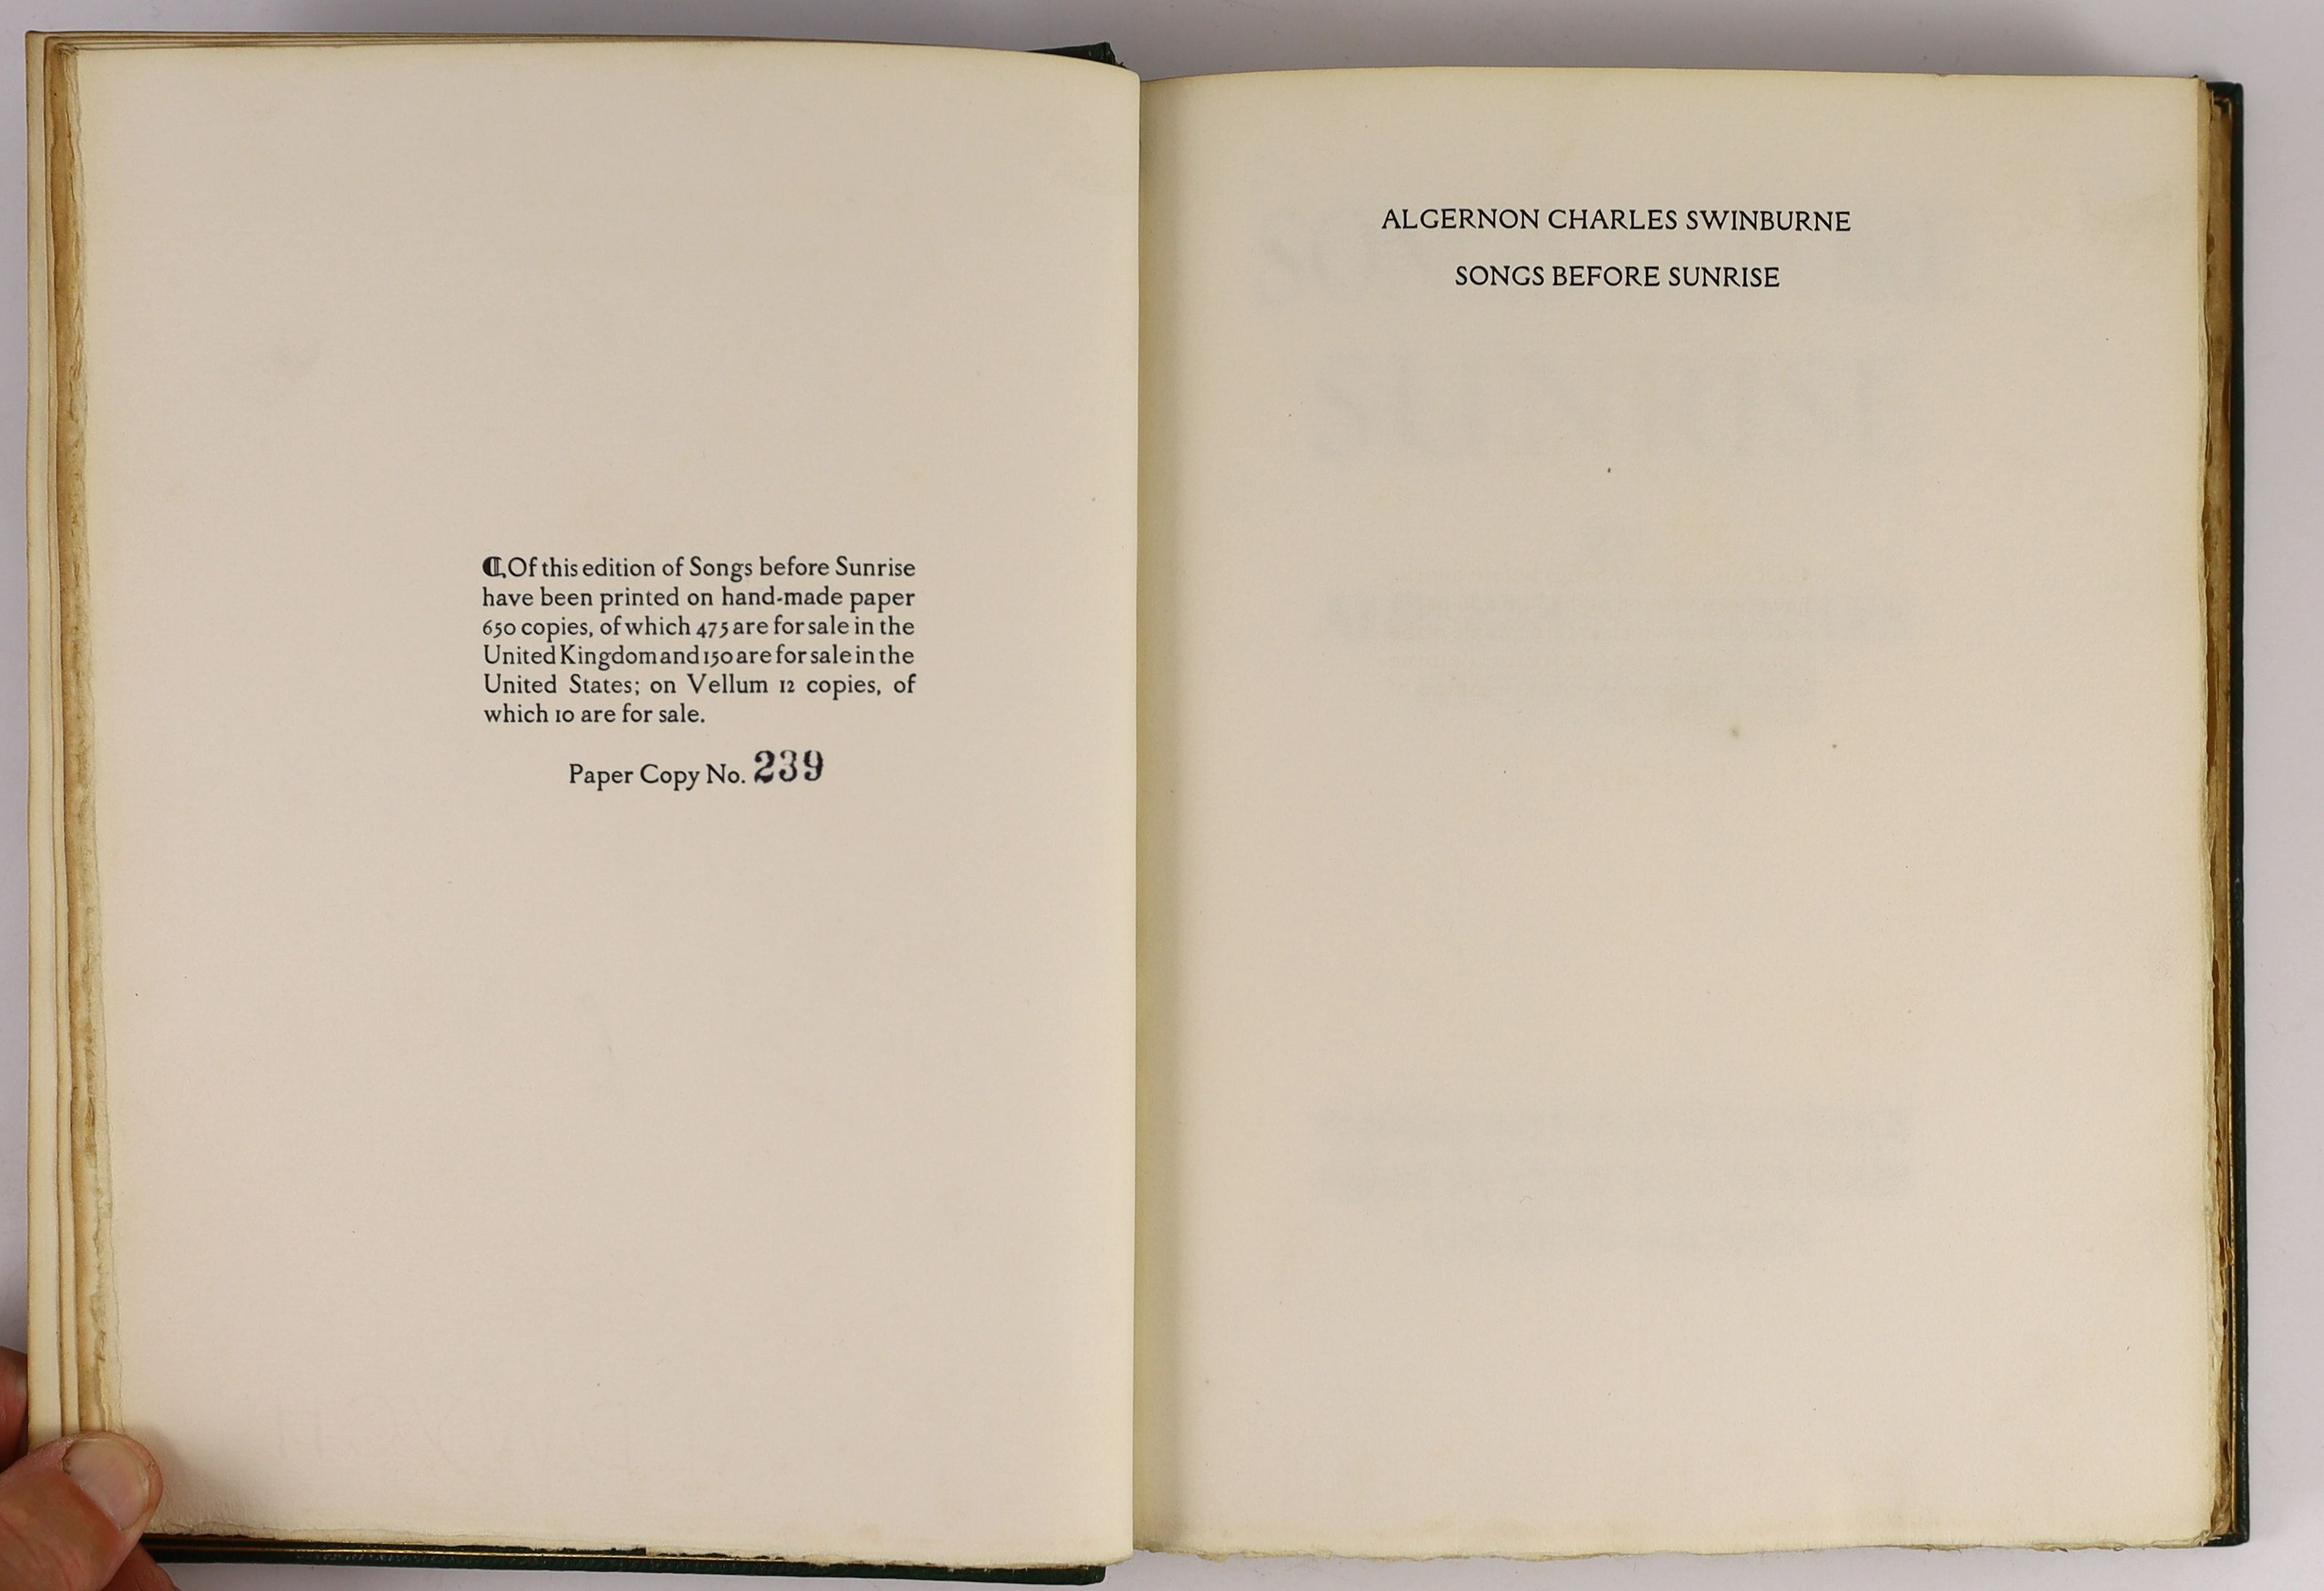 ⁋Of this edition of Songs before Sunrise
have been printed on hand-made paper
650 copies, of which 475 are for sale in the
United Kingdom and 150 are for sale in the
United States; on Vellum 12 copies, of
which 10 are for sale.
Paper Copy No. 239
ALGERNON CHARLES SWINBURNE
SONGS BEFORE SUNRISE